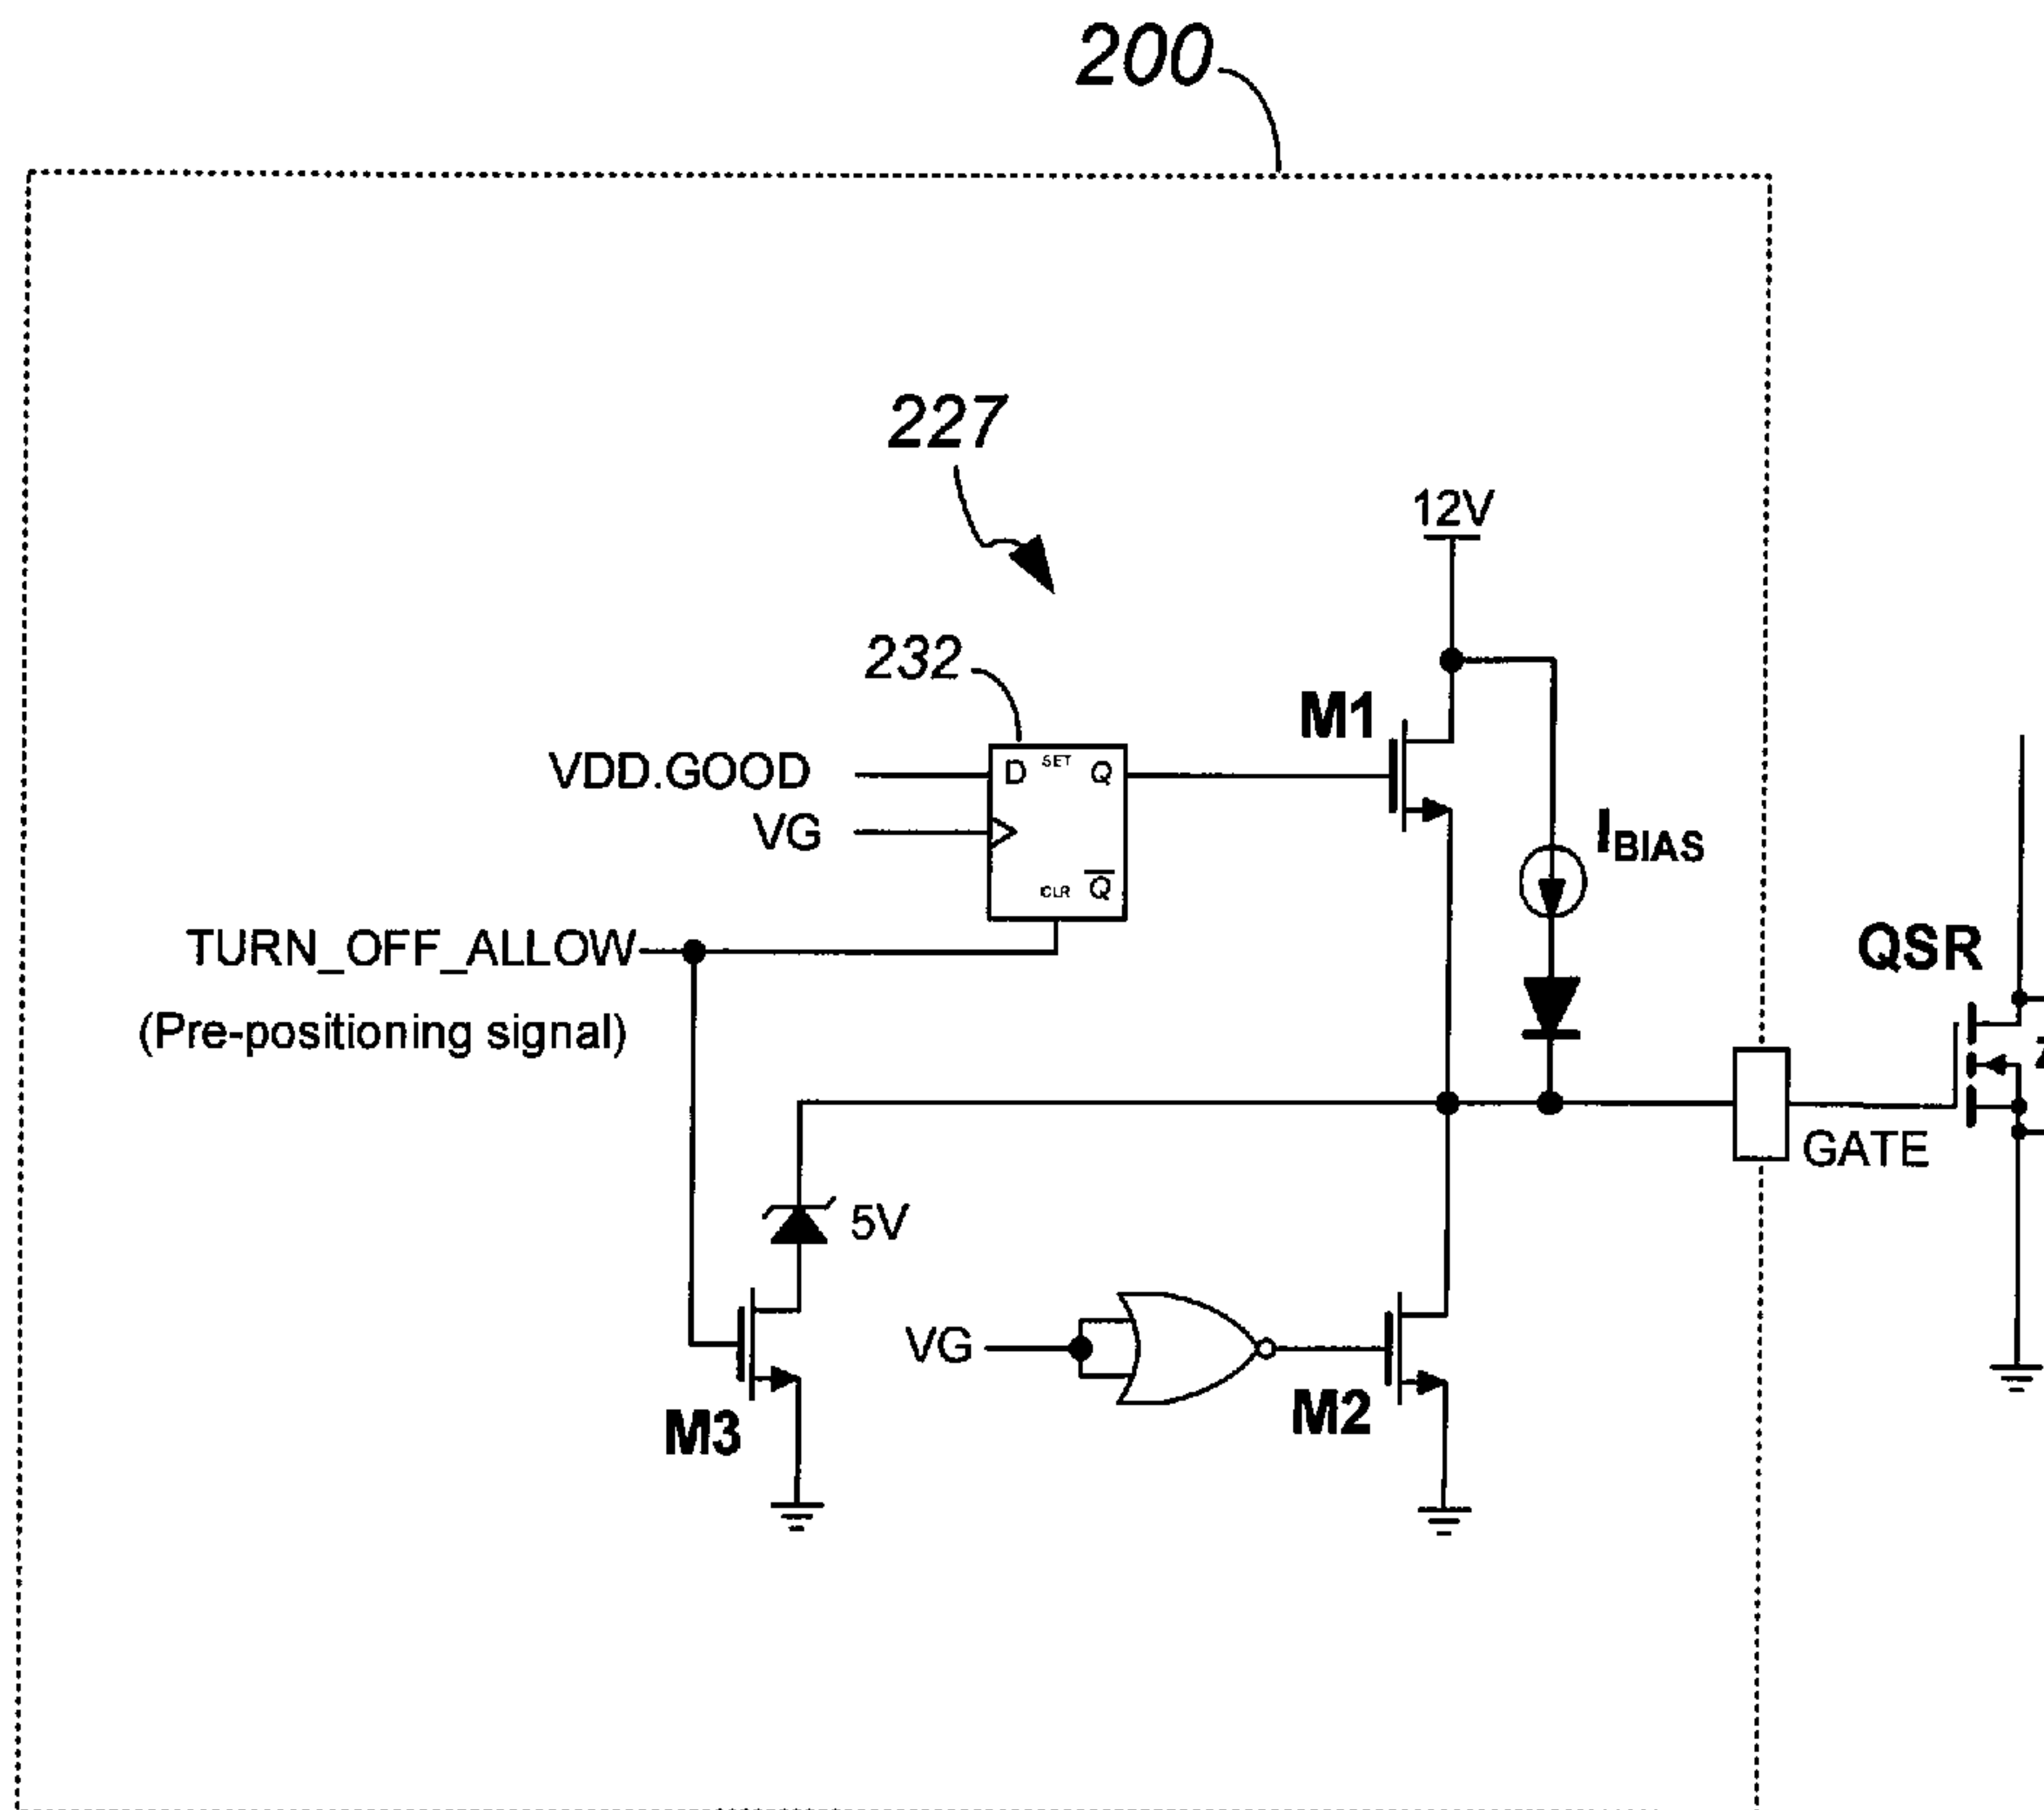 200
227
12V
232
M1
VDD.GOOD
D SET Q
VG
IBIAS
CLR Q
TURN_OFF_ALLOW
(Pre-positioning signal)
QSR
GATE
5V
VG
M2
M3